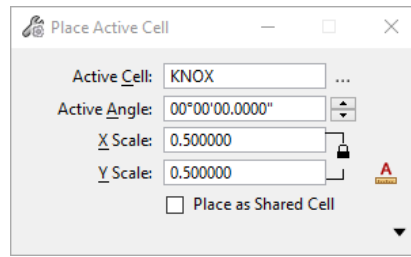 Place Active Cell
Active Cell: KNOX ...
Active Angle: 00°00'00.0000"
X Scale: 0.500000
Y Scale: 0.500000 A
Place as Shared Cell